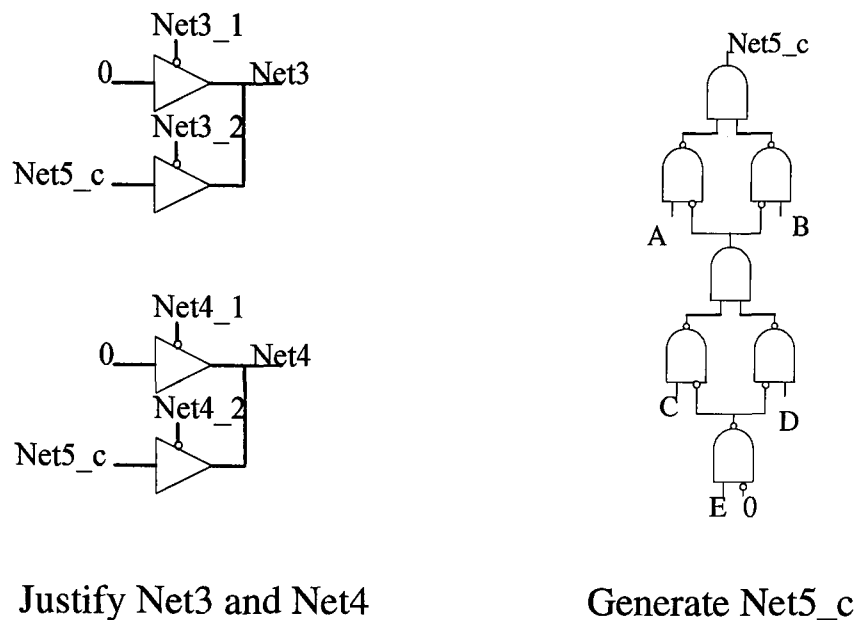 Net3_1
0
Net3
Net3_2
Net5_c
Net4_1
0
Net4
Net4_2
Net5_c
Justify Net3 and Net4
Net5_c
A
B
C
D
E
0
Generate Net5_c